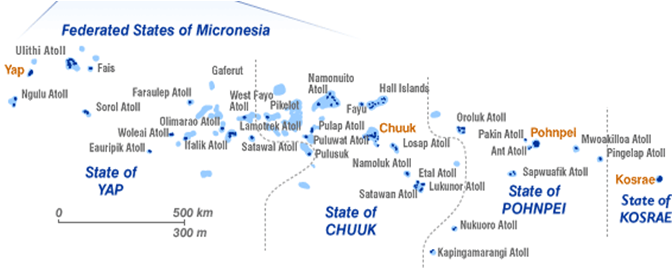 Federated States of Micronesia
Ulithi Atoll
Yap
Fais
Ngulu Atoll
Sorol Atoll
Gaferut
Faraulep Atoll
West Fayo
Atoll
Pikelot
Namonuito
Atoll
Hall Islands
Fayu
Olimarao Atoll
Lamotrek Atoll
Woleai Atoll
Eauripik Atoll
Ifalik Atoll
Satawal Atoll
Pulap Atoll
Puluwat Atoll
Pulusuk
Chuuk
Losap Atoll
Namoluk Atoll
Etal Atoll
Lukunor Atoll
Satawan Atoll
Oroluk Atoll
Pakin Atoll
Pohnpei
Ant Atoll
Mwoakilloa Atoll
Pingelap Atoll
Sapwuafik Atoll
Kosrae
Nukuoro Atoll
Kapingamarangi Atoll
State of
YAP
State of
CHUUK
State of
POHNPEI
State of
KOSRAE
0 500 km
300 m